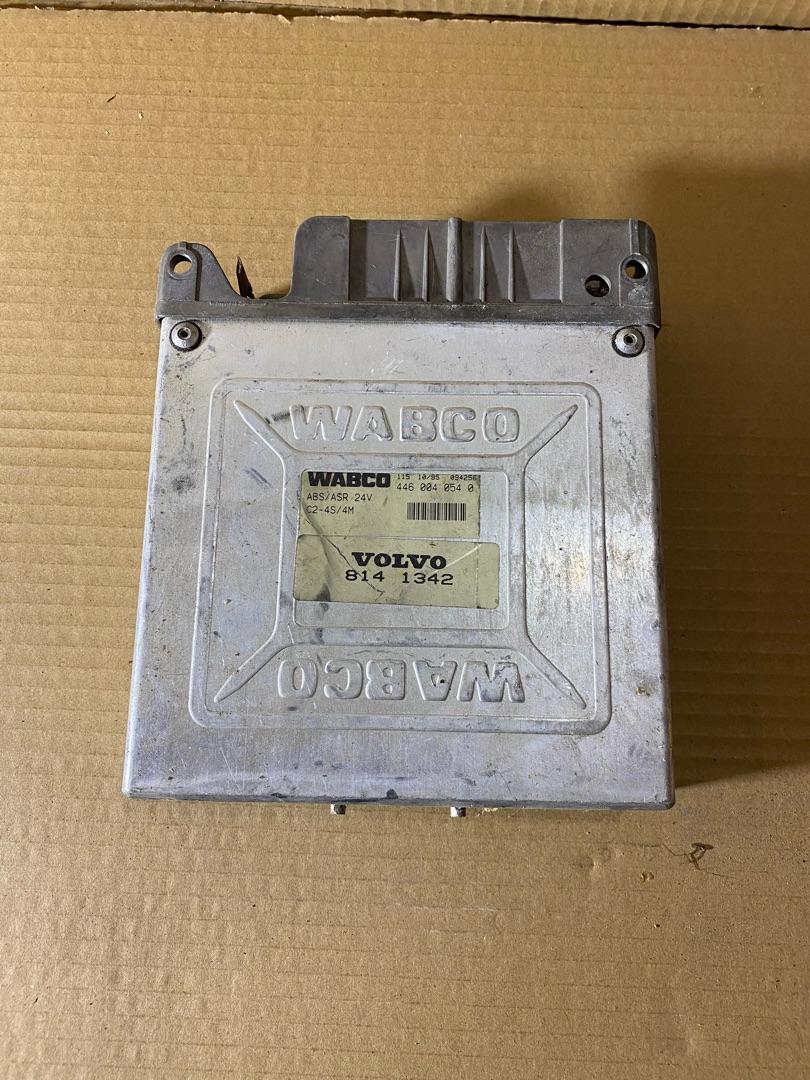 WABCO
WABCO 115 10/95 094256
446 004 054 0
ABS/ASR 24V
C2-4S/4M
VOLVO
814 1342
WABCO